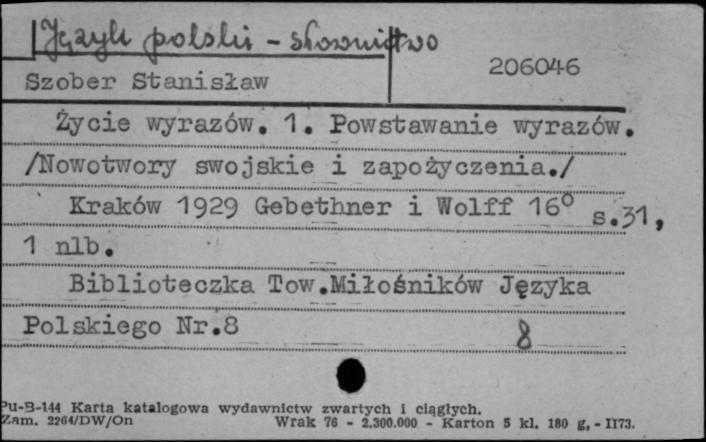 Język polski - słownictwo
206046
Szober Stanisław
Życie wyrazów. 1. Powstawanie wyrazów.
/Nowotwory swojskie i zapożyczenia./
Kraków 1929 Gebethner i Wolff 16° s.31,
1 nlb.
Biblioteczka Tow.Miłośników Języka
Polskiego Nr.8
8
Pu-B-144 Karta katalogowa wydawnictw zwartych i ciągłych.
Zam. 2264/DW/On Wrak 76 - 2.300.000 - Karton 5 kl. 180 g, - II73.